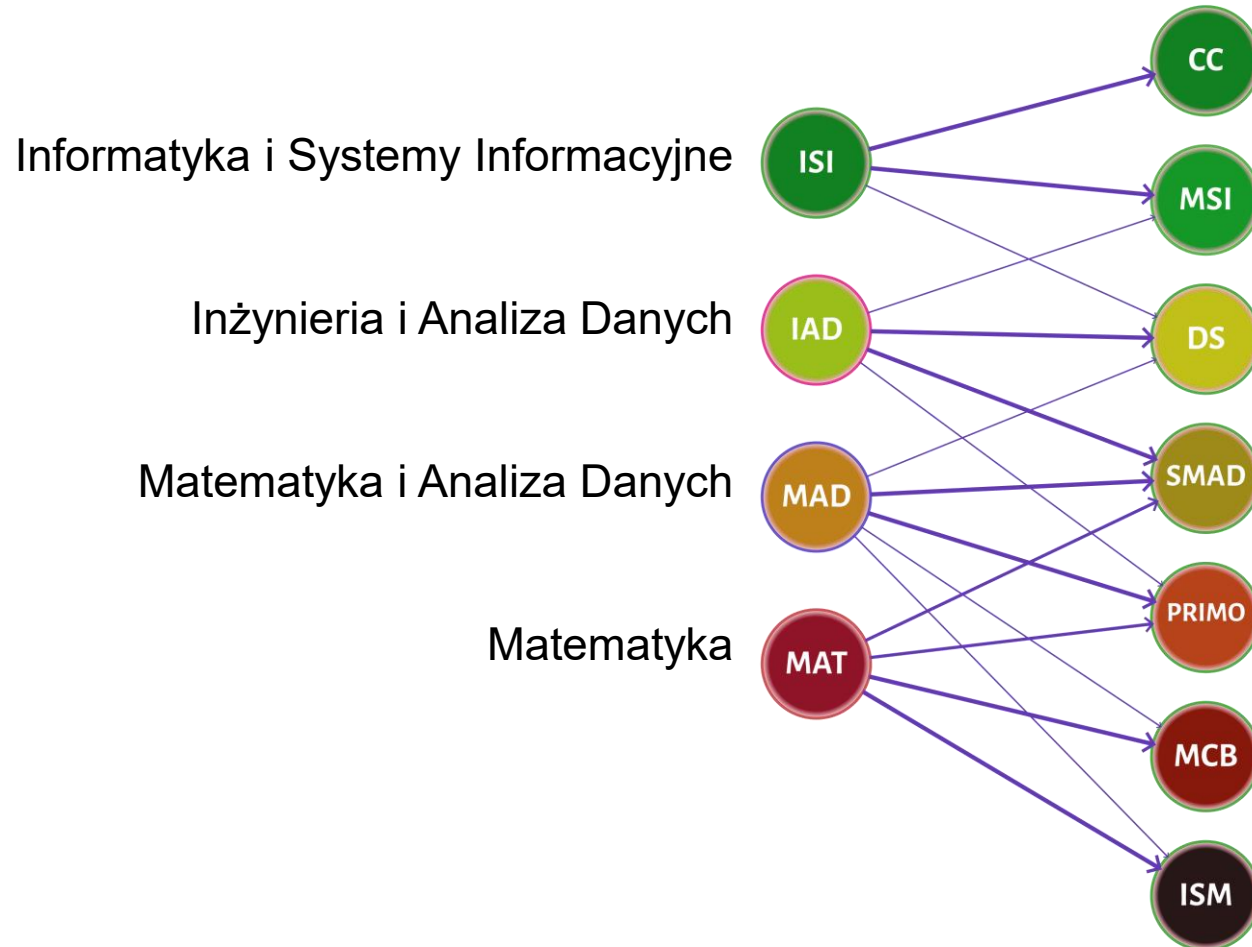 CC
Informatyka i Systemy Informacyjne
ISI
MSI
Inżynieria i Analiza Danych
IAD
DS
Matematyka i Analiza Danych
MAD
SMAD
PRIMO
Matematyka
MAT
MCB
ISM